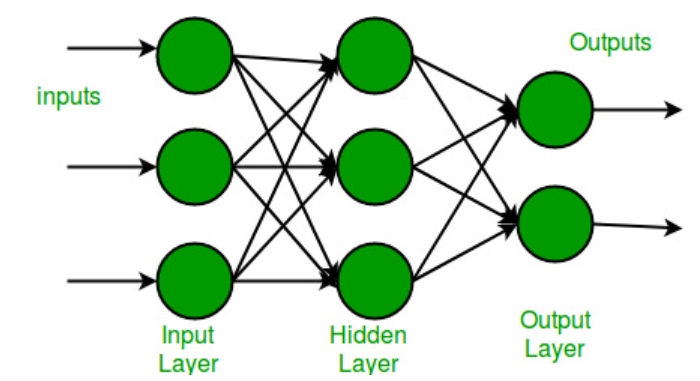 Outputs
inputs
Input
Layer
Hidden
Layer
Output
Layer